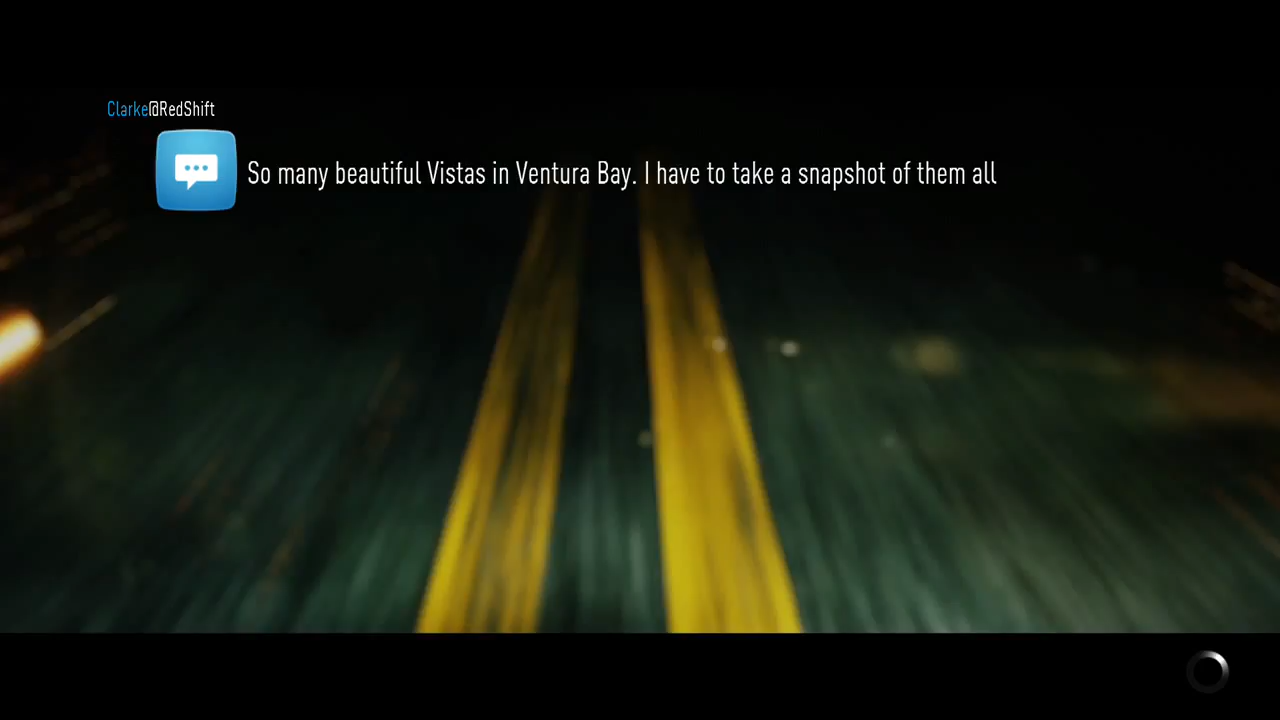 Clarke@RedShift
So many beautiful Vistas in Ventura Bay. I have to take a snapshot of them all